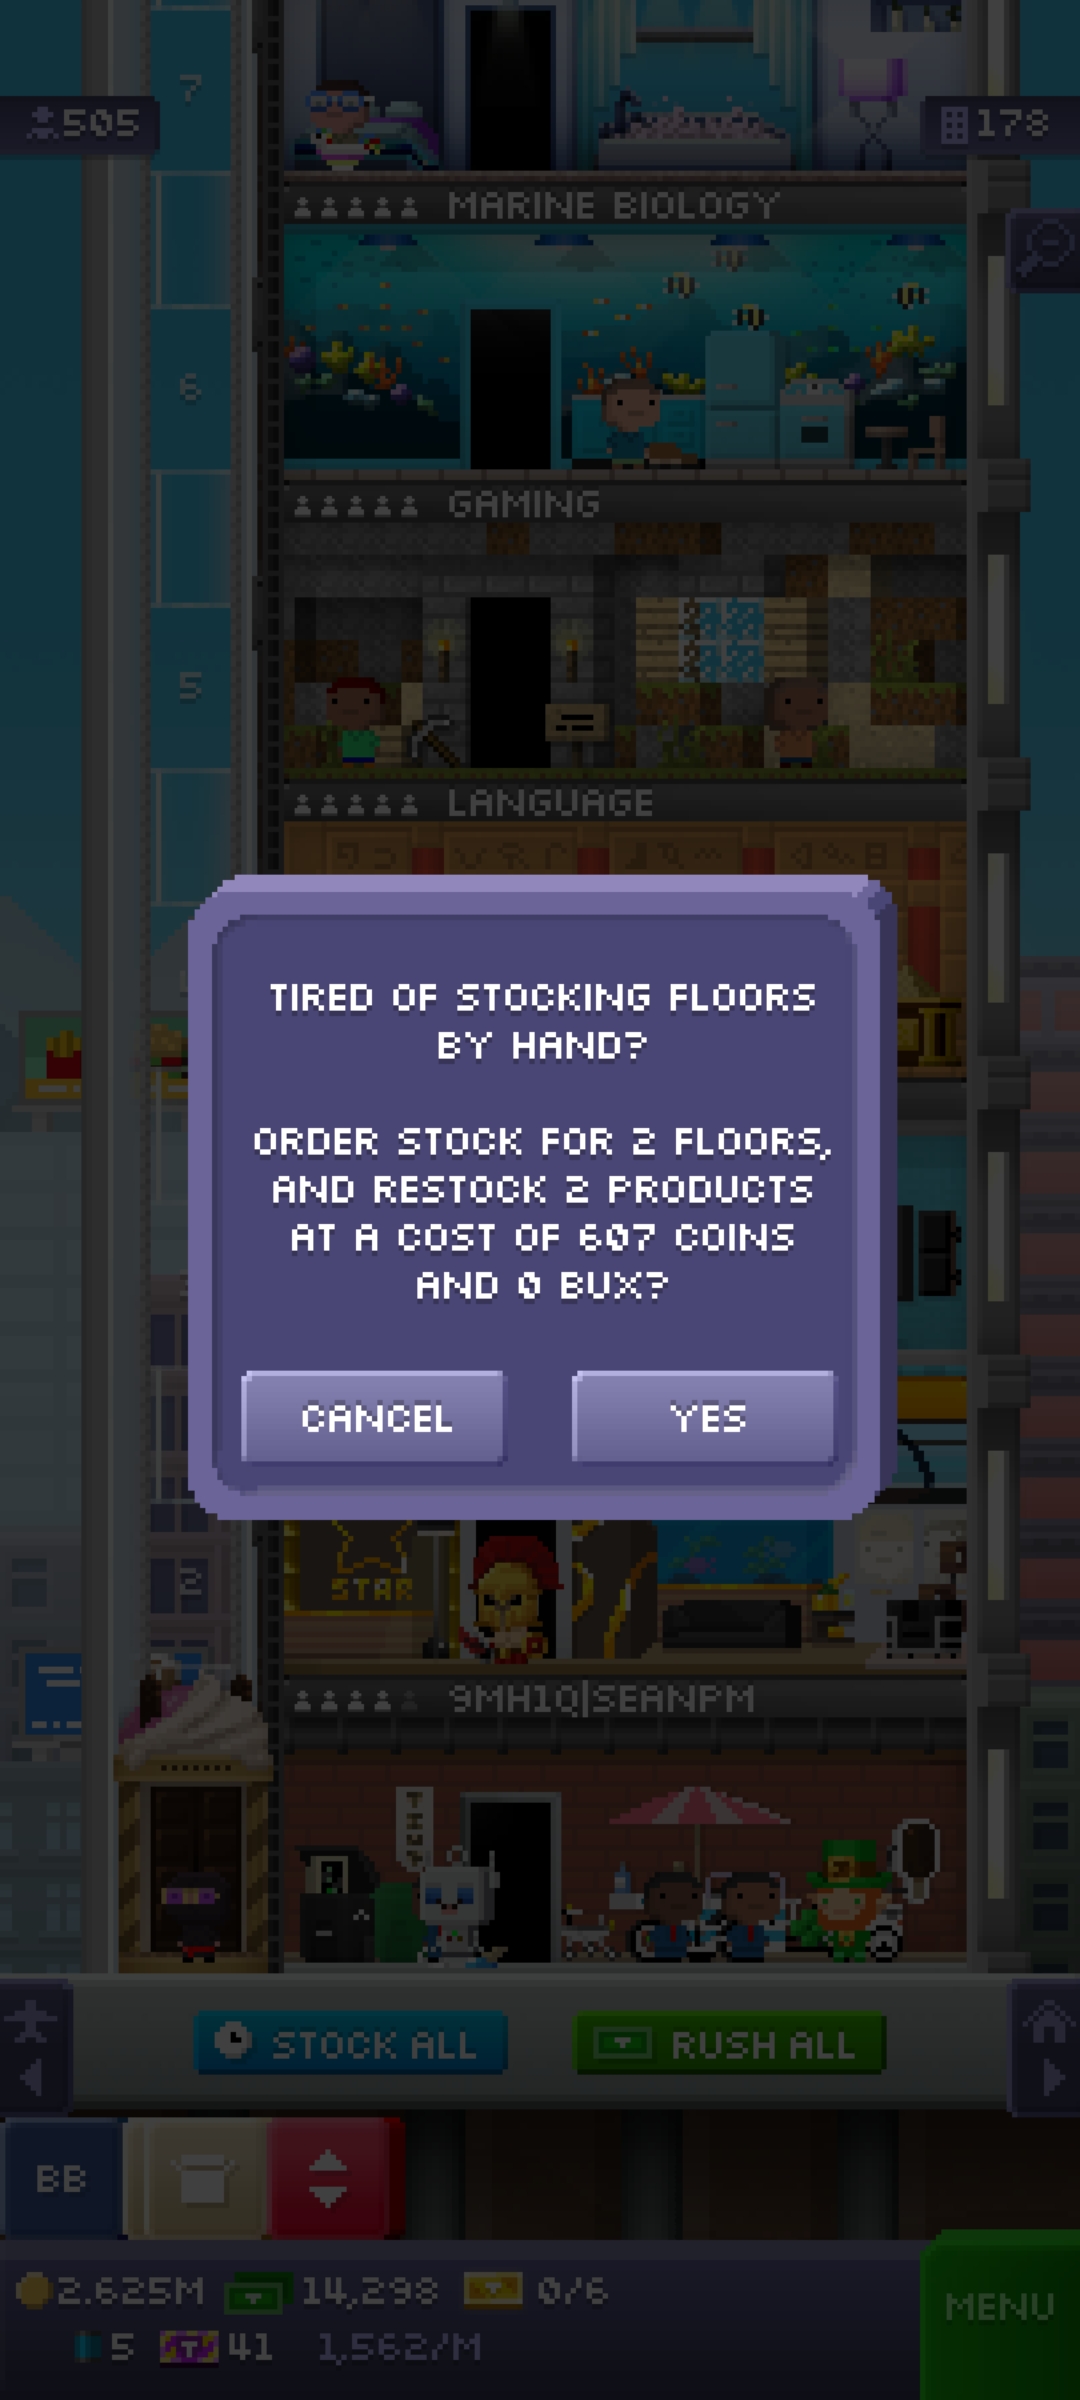 7
505
178
MARINE BIOLOGY
6
GAMING
5
LANGUAGE
TIRED OF STOCKING FLOORS
BY HAND?
ORDER STOCK FOR 2 FLOORS,
AND RESTOCK 2 PRODUCTS
AT A COST OF 607 COINS
AND 0 BUX?
CANCEL
YES
2
STAR
9MH1Q|SEANPM
STOCK ALL
RUSH ALL
BB
2.625M
14,298
0/6
5
41
1,562/M
MENU